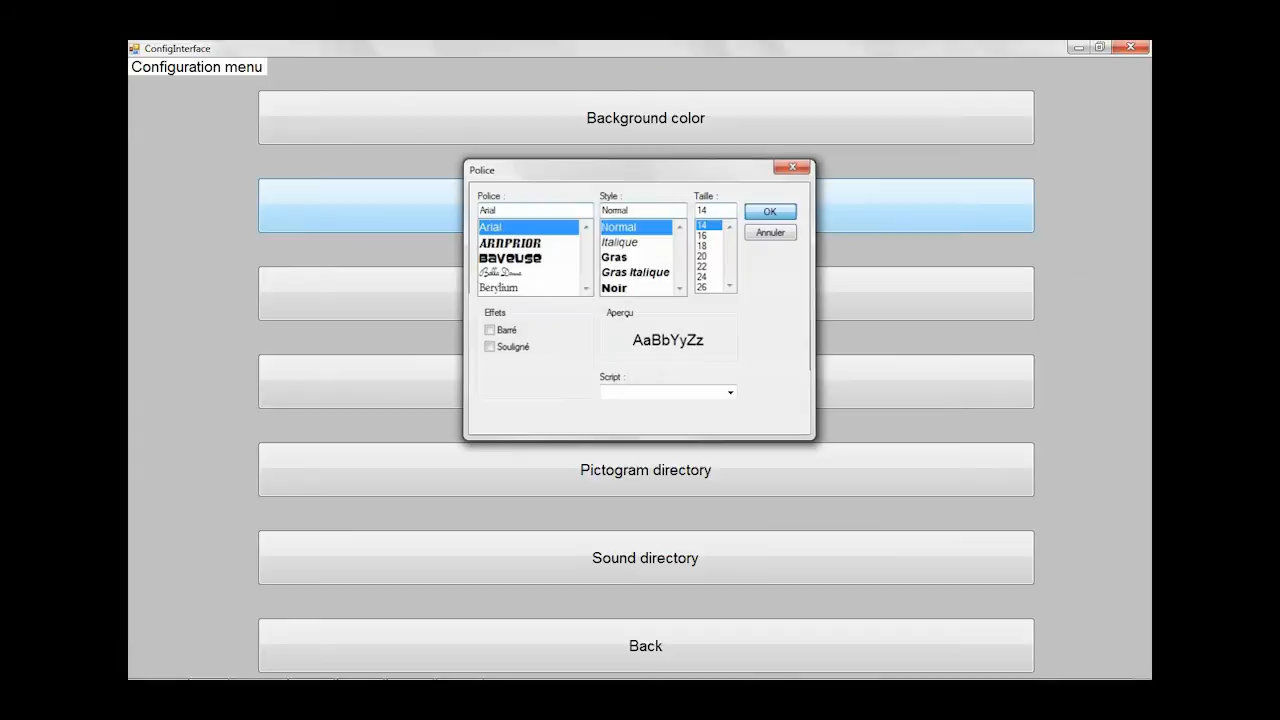 ConfigInterface
Configuration menu
Background color
Police
Police :
Style :
Taille :
Arial
Normal
14
OK
Annuler
Arial
ARNPRIOR
Baveuse
Bella Donna
Berylium
Normal
Italique
Gras
Gras Italique
Noir
14
16
18
20
22
24
26
Effets
Barré
Souligné
Aperçu
AaBbYyZz
Script :
Pictogram directory
Sound directory
Back